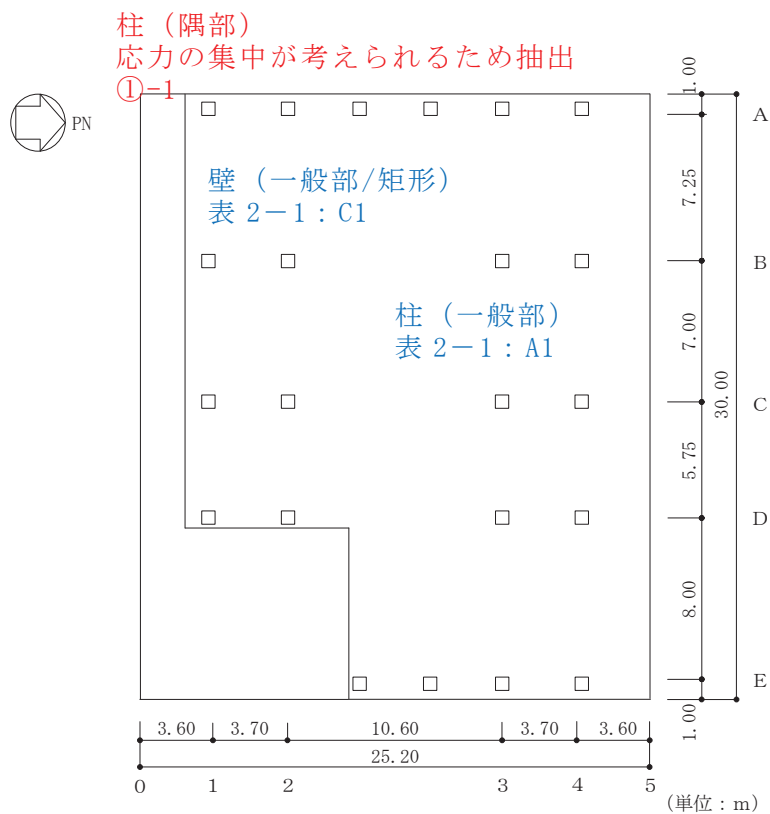 柱（隅部）
応力の集中が考えられるため抽出
①-1
PN
壁（一般部/矩形）
表 2－1：C1
柱（一般部）
表 2－1：A1
1.00
A
7.25
B
7.00
30.00
C
5.75
D
8.00
E
1.00
3.60 3.70 10.60 3.70 3.60
25.20
0 1 2 3 4 5
(単位：m)